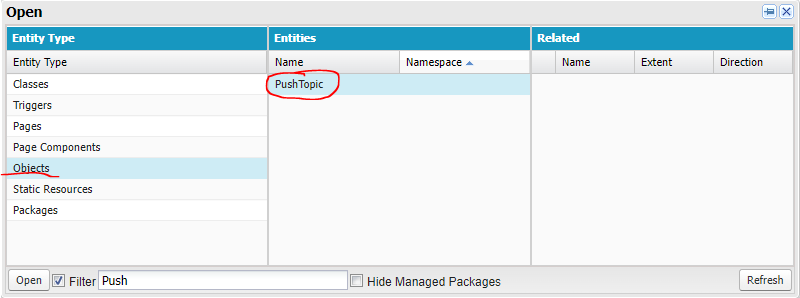 Open
Entity Type
Entities
Related
Entity Type
Name
Namespace
Name
Extent
Direction
Classes
PushTopic
Triggers
Pages
Page Components
Objects
Static Resources
Packages
Open
Filter
Push
Hide Managed Packages
Refresh